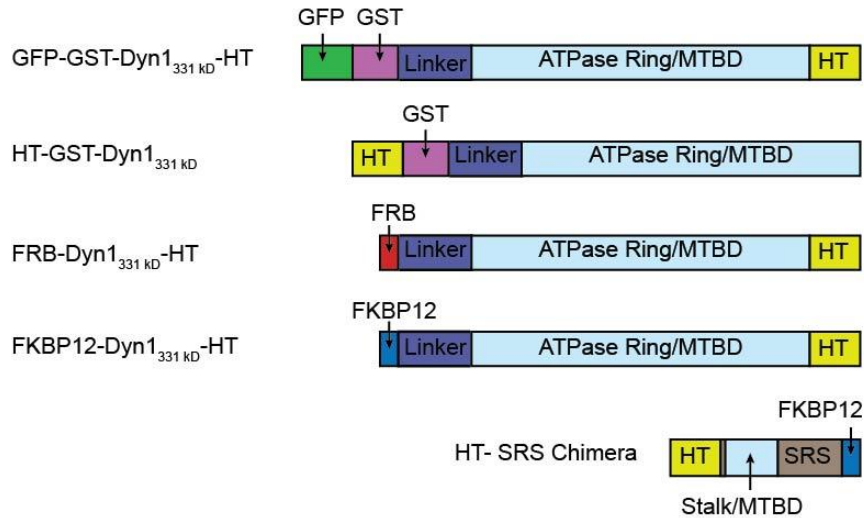 GFP GST
GFP-GST-Dyn1331 kD-HT Linker ATPase Ring/MTBD HT
GST
HT-GST-Dyn1331 kD HT Linker ATPase Ring/MTBD
FRB
FRB-Dyn1331 kD-HT Linker ATPase Ring/MTBD HT
FKBP12
FKBP12-Dyn1331 kD-HT Linker ATPase Ring/MTBD HT
FKBP12
HT- SRS Chimera HT SRS
Stalk/MTBD